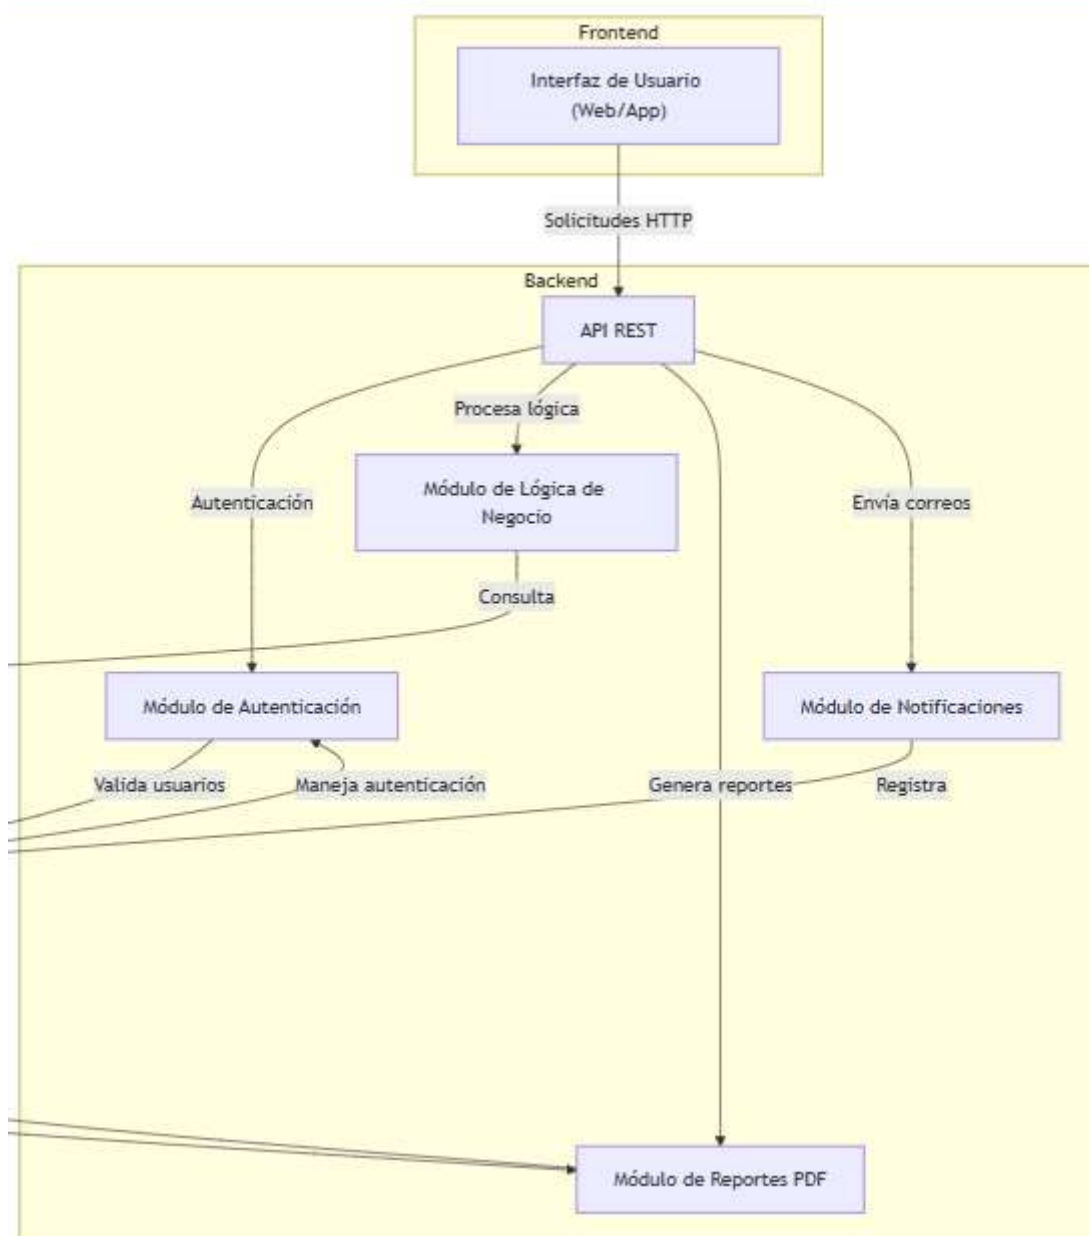 Frontend
Interfaz de Usuario
(Web/App)
Solicitudes HTTP
Backend
API REST
Procesa lógica
Módulo de Lógica de
Negocio
Autenticación
Envía correos
Consulta
Módulo de Autenticación
Módulo de Notificaciones
Valida usuarios
Maneja autenticación
Genera reportes
Registra
Módulo de Reportes PDF